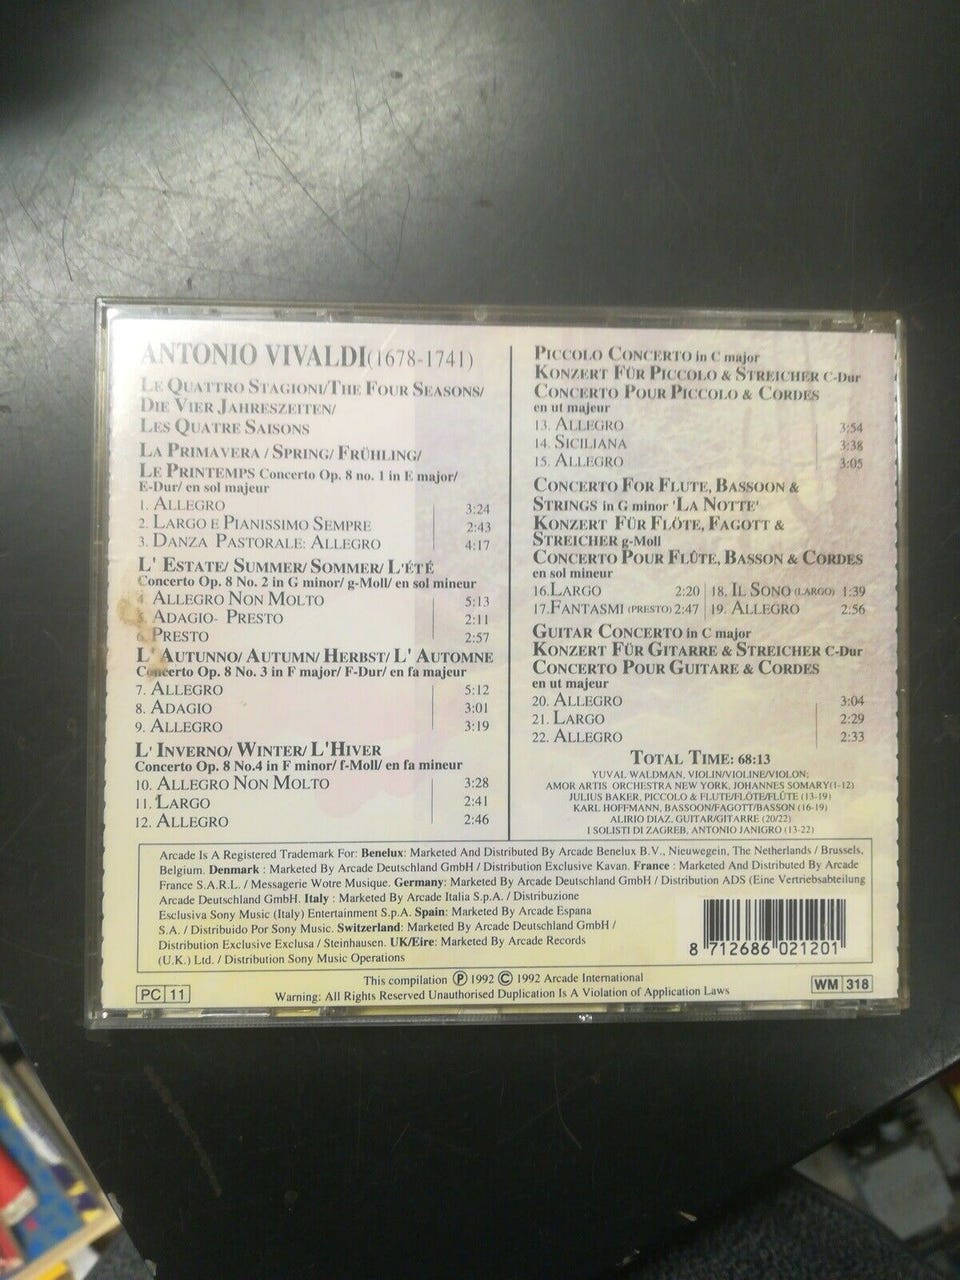 ANTONIO VIVALDI(1678-1741)
LE QUATTRO STAGIONI/THE FOUR SEASONS/
DIE VIER JAHRESZEITEN/
LES QUATRE SAISONS
LA PRIMAVERA / SPRING/ FRÜHLING/
LE PRINTEMPS Concerto Op. 8 no. 1 in E major/
E-Dur/ en sol majeur
1. ALLEGRO 3:24
2. LARGO E PIANISSIMO SEMPRE 2:43
3. DANZA PASTORALE: ALLEGRO 4:17
L' ESTATE/ SUMMER/ SOMMER/ L'ÉTÉ
Concerto Op. 8 No. 2 in G minor/ g-Moll/ en sol mineur
4. ALLEGRO NON MOLTO 5:13
5. ADAGIO- PRESTO 2:11
6. PRESTO 2:57
L' AUTUNNO/ AUTUMN/ HERBST/ L' AUTOMNE
Concerto Op. 8 No. 3 in F major/ F-Dur/ en fa majeur
7. ALLEGRO 5:12
8. ADAGIO 3:01
9. ALLEGRO 3:19
L' INVERNO/ WINTER/ L'HIVER
Concerto Op. 8 No.4 in F minor/ f-Moll/ en fa mineur
10. ALLEGRO NON MOLTO 3:28
11. LARGO 2:41
12. ALLEGRO 2:46
PICCOLO CONCERTO in C major
KONZERT FÜR PICCOLO & STREICHER C-Dur
CONCERTO POUR PICCOLO & CORDES
en ut majeur
13. ALLEGRO 3:54
14. SICILIANA 3:38
15. ALLEGRO 3:05
CONCERTO FOR FLUTE, BASSOON &
STRINGS in G minor 'LA NOTTE'
KONZERT FÜR FLÖTE, FAGOTT &
STREICHER g-Moll
CONCERTO POUR FLÛTE, BASSON & CORDES
en sol mineur
16.LARGO 2:20 18. IL SONO (LARGO) 1:39
17.FANTASMI (PRESTO) 2:47 19. ALLEGRO 2:56
GUITAR CONCERTO in C major
KONZERT FÜR GITARRE & STREICHER C-Dur
CONCERTO POUR GUITARE & CORDES
en ut majeur
20. ALLEGRO 3:04
21. LARGO 2:29
22. ALLEGRO 2:33
TOTAL TIME: 68:13
YUVAL WALDMAN, VIOLIN/VIOLINE/VIOLON;
AMOR ARTIS ORCHESTRA NEW YORK, JOHANNES SOMARY(1-12)
JULIUS BAKER, PICCOLO & FLUTE/FLÖTE/FLÛTE (13-19)
KARL HOFFMANN, BASSOON/FAGOTT/BASSON (16-19)
ALIRIO DIAZ, GUITAR/GITARRE (20/22)
I SOLISTI DI ZAGREB, ANTONIO JANIGRO (13-22)
Arcade Is A Registered Trademark For: Benelux: Marketed And Distributed By Arcade Benelux B.V., Nieuwegein, The Netherlands / Brussels,
Belgium. Denmark : Marketed By Arcade Deutschland GmbH / Distribution Exclusive Kavan. France : Marketed And Distributed By Arcade
France S.A.R.L. / Messagerie Wotre Musique. Germany: Marketed By Arcade Deutschland GmbH / Distribution ADS (Eine Vertriebsabteilung
Arcade Deutschland GmbH. Italy : Marketed By Arcade Italia S.p.A. / Distribuzione
Esclusiva Sony Music (Italy) Entertainment S.p.A. Spain: Marketed By Arcade Espana
S.A. / Distribuido Por Sony Music. Switzerland: Marketed By Arcade Deutschland GmbH /
Distribution Exclusive Exclusa / Steinhausen. UK/Eire: Marketed By Arcade Records
(U.K.) Ltd. / Distribution Sony Music Operations
8 712686 021201
This compilation Ⓟ 1992 © 1992 Arcade International
Warning: All Rights Reserved Unauthorised Duplication Is A Violation of Application Laws
PC 11
WM 318